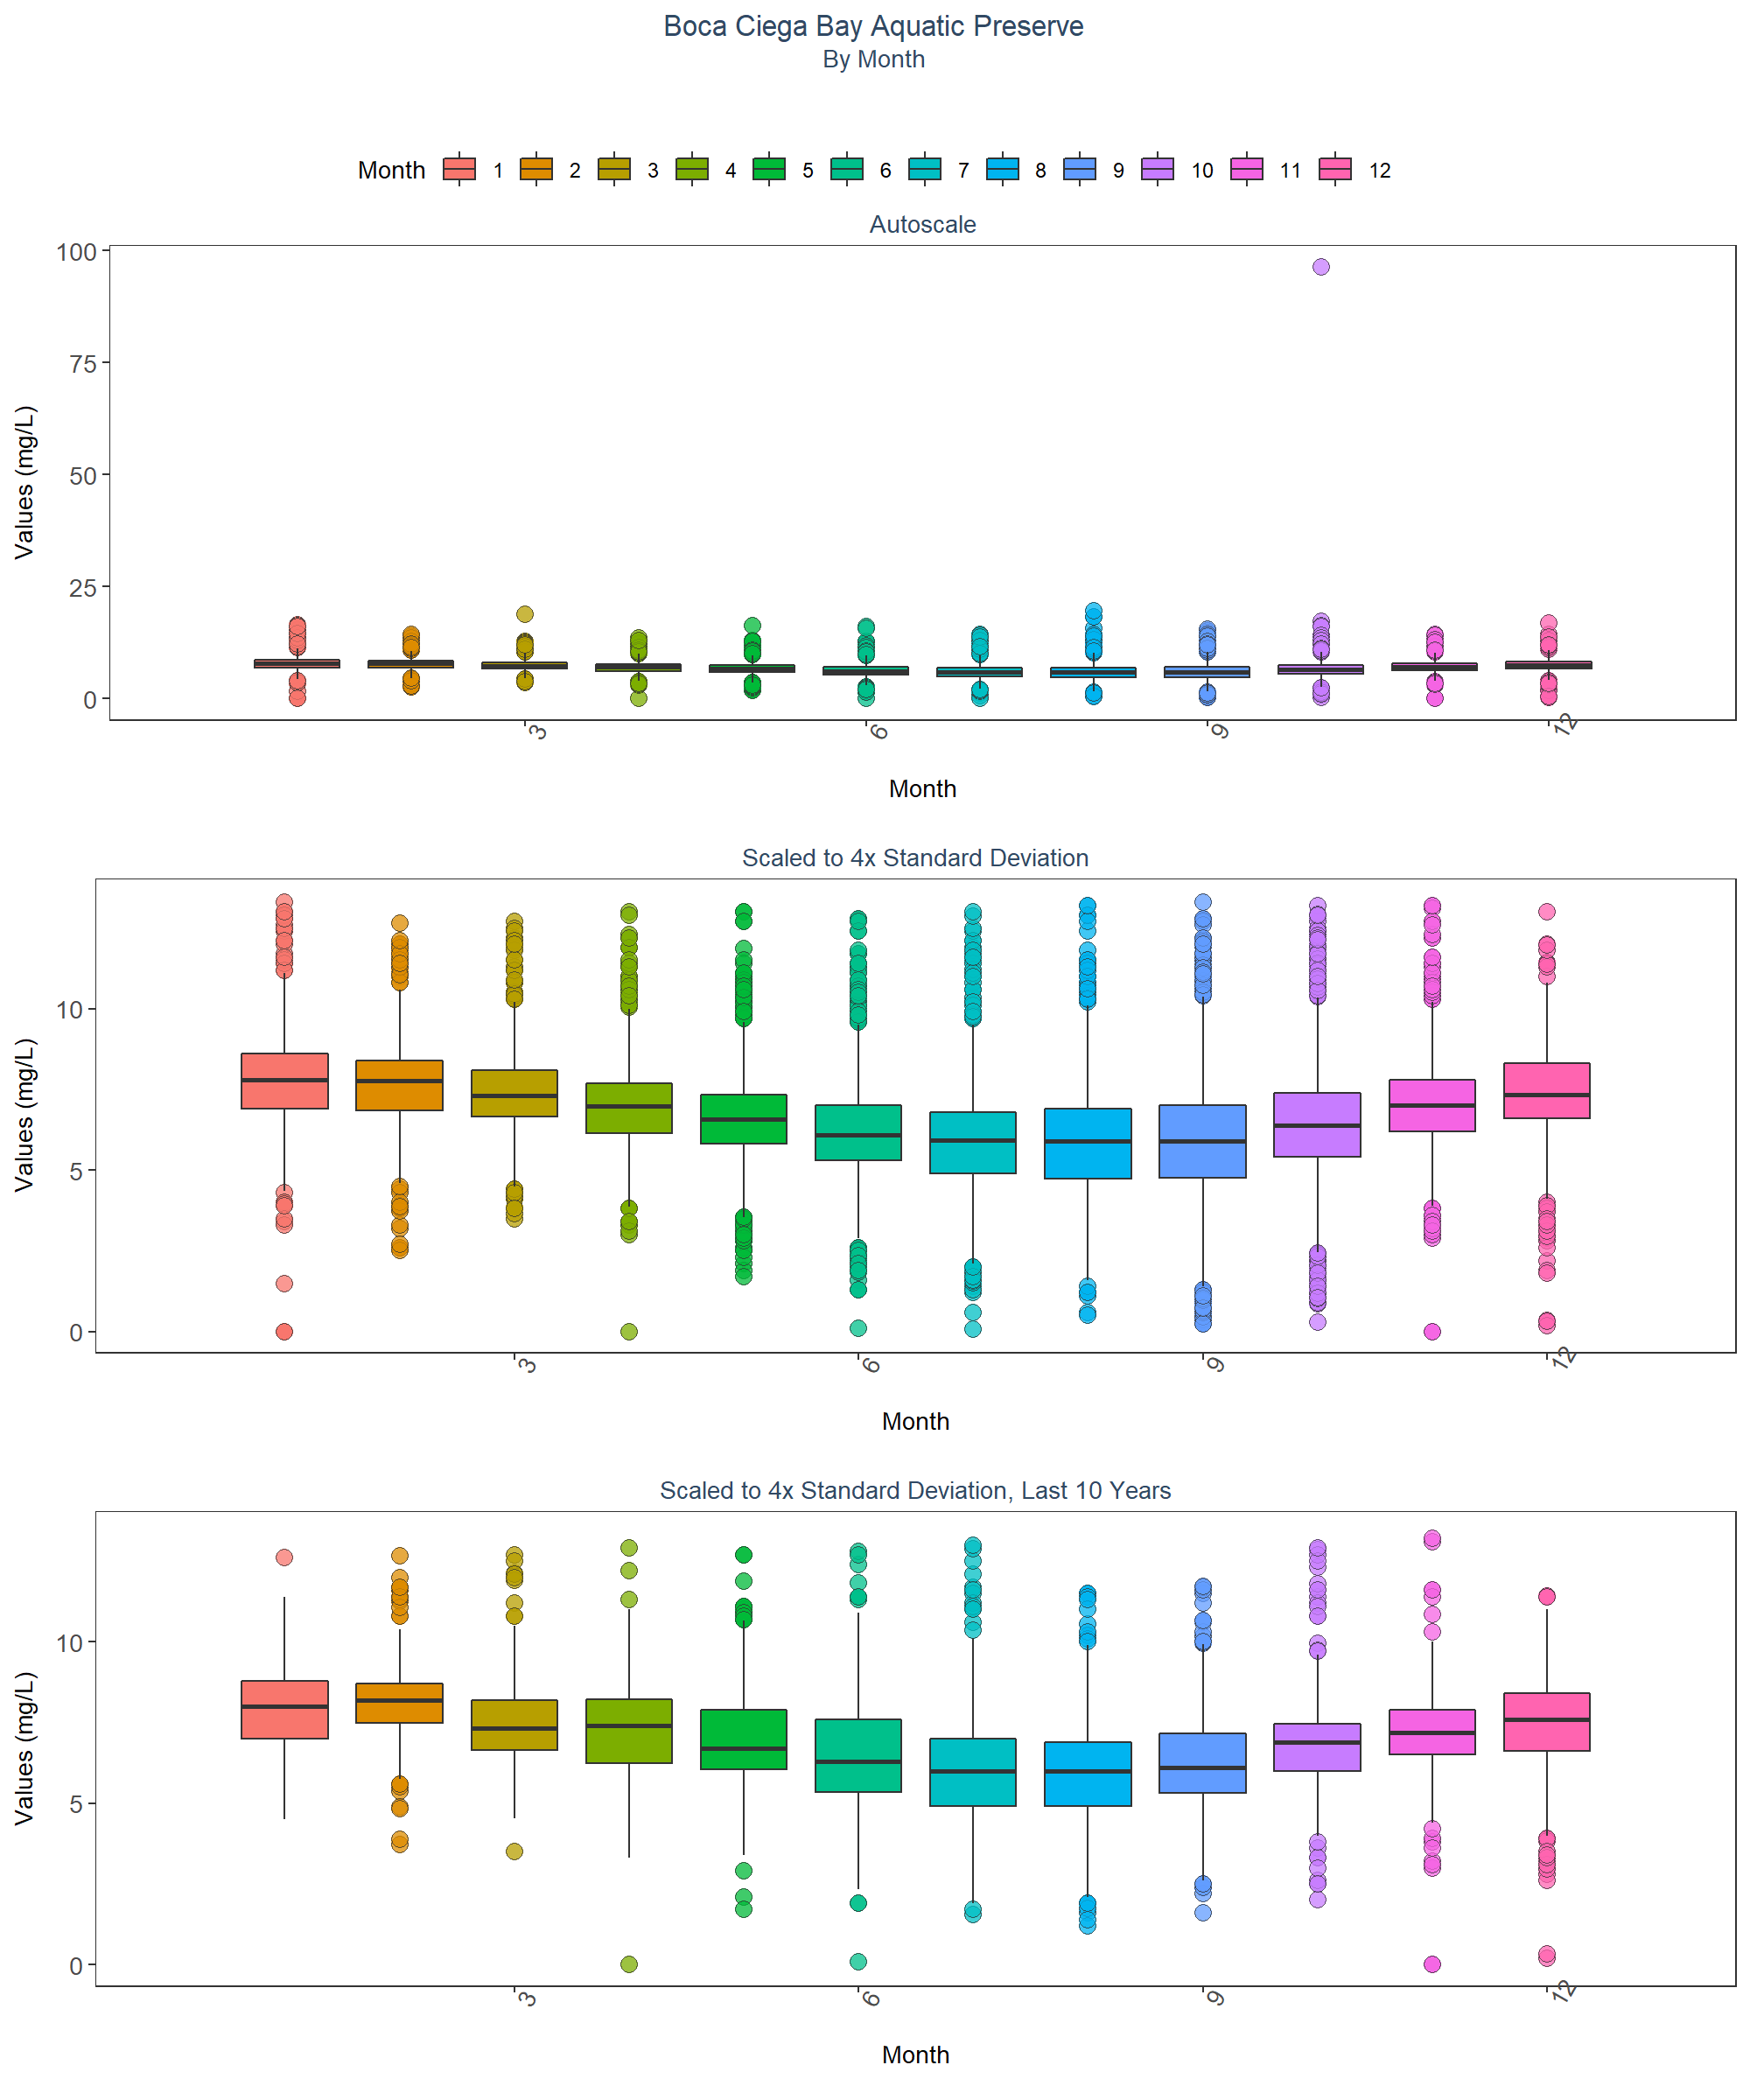 Boca Ciega Bay Aquatic Preserve
By Month
Month 1 2 3 4 5 6 7 8 9 10 11 12
Autoscale
100
75
50
25
0
Values (mg/L)
3 6 9 12
Month
Scaled to 4x Standard Deviation
10
5
0
Values (mg/L)
3 6 9 12
Month
Scaled to 4x Standard Deviation, Last 10 Years
10
5
0
Values (mg/L)
3 6 9 12
Month